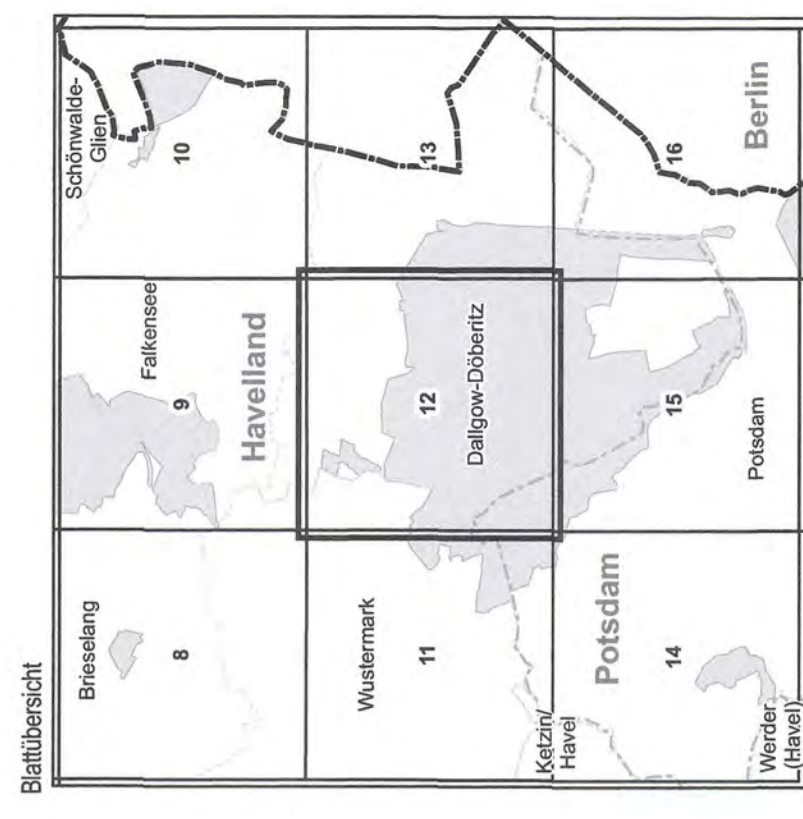 Blattübersicht
Brieselang
8
Falkensee
9
Havelland
Schönwalde-
Glien
10
Wustermark
11
Ketzin/
Havel
12
Dallgow-Döberitz
13
Potsdam
14
Werder
(Havel)
15
Potsdam
16
Berlin